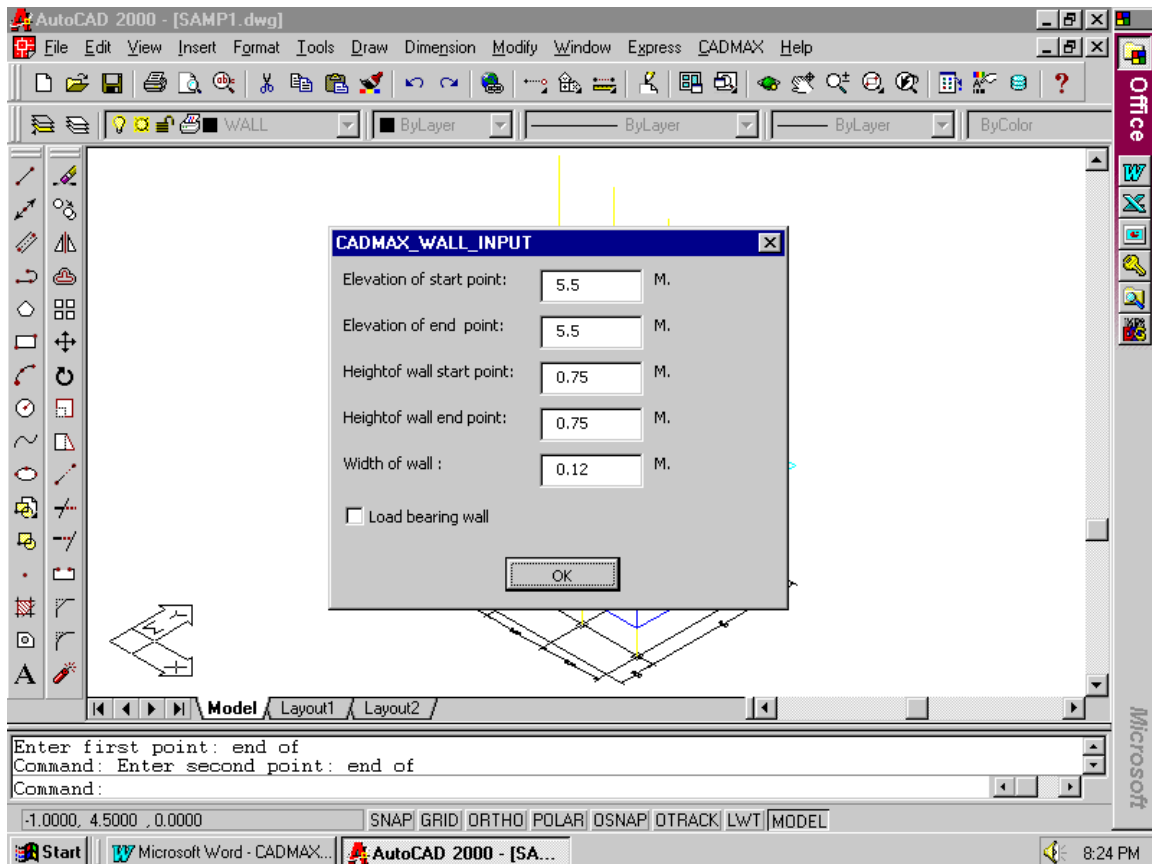 AutoCAD 2000 - [SAMP1.dwg]
File Edit View Insert Format Tools Draw Dimension Modify Window Express CADMAX Help
WALL ByLayer ByLayer ByLayer ByColor
Office
CADMAX_WALL_INPUT
Elevation of start point: 5.5 M.
Elevation of end point: 5.5 M.
Heightof wall start point: 0.75 M.
Heightof wall end point: 0.75 M.
Width of wall : 0.12 M.
Load bearing wall
OK
A
Model Layout1 Layout2
Enter first point: end of
Command: Enter second point: end of
Command:
-1.0000, 4.5000 , 0.0000 SNAP GRID ORTHO POLAR OSNAP OTRACK LWT MODEL
Microsoft
Start Microsoft Word - CADMAX... AutoCAD 2000 - [SA... 8:24 PM